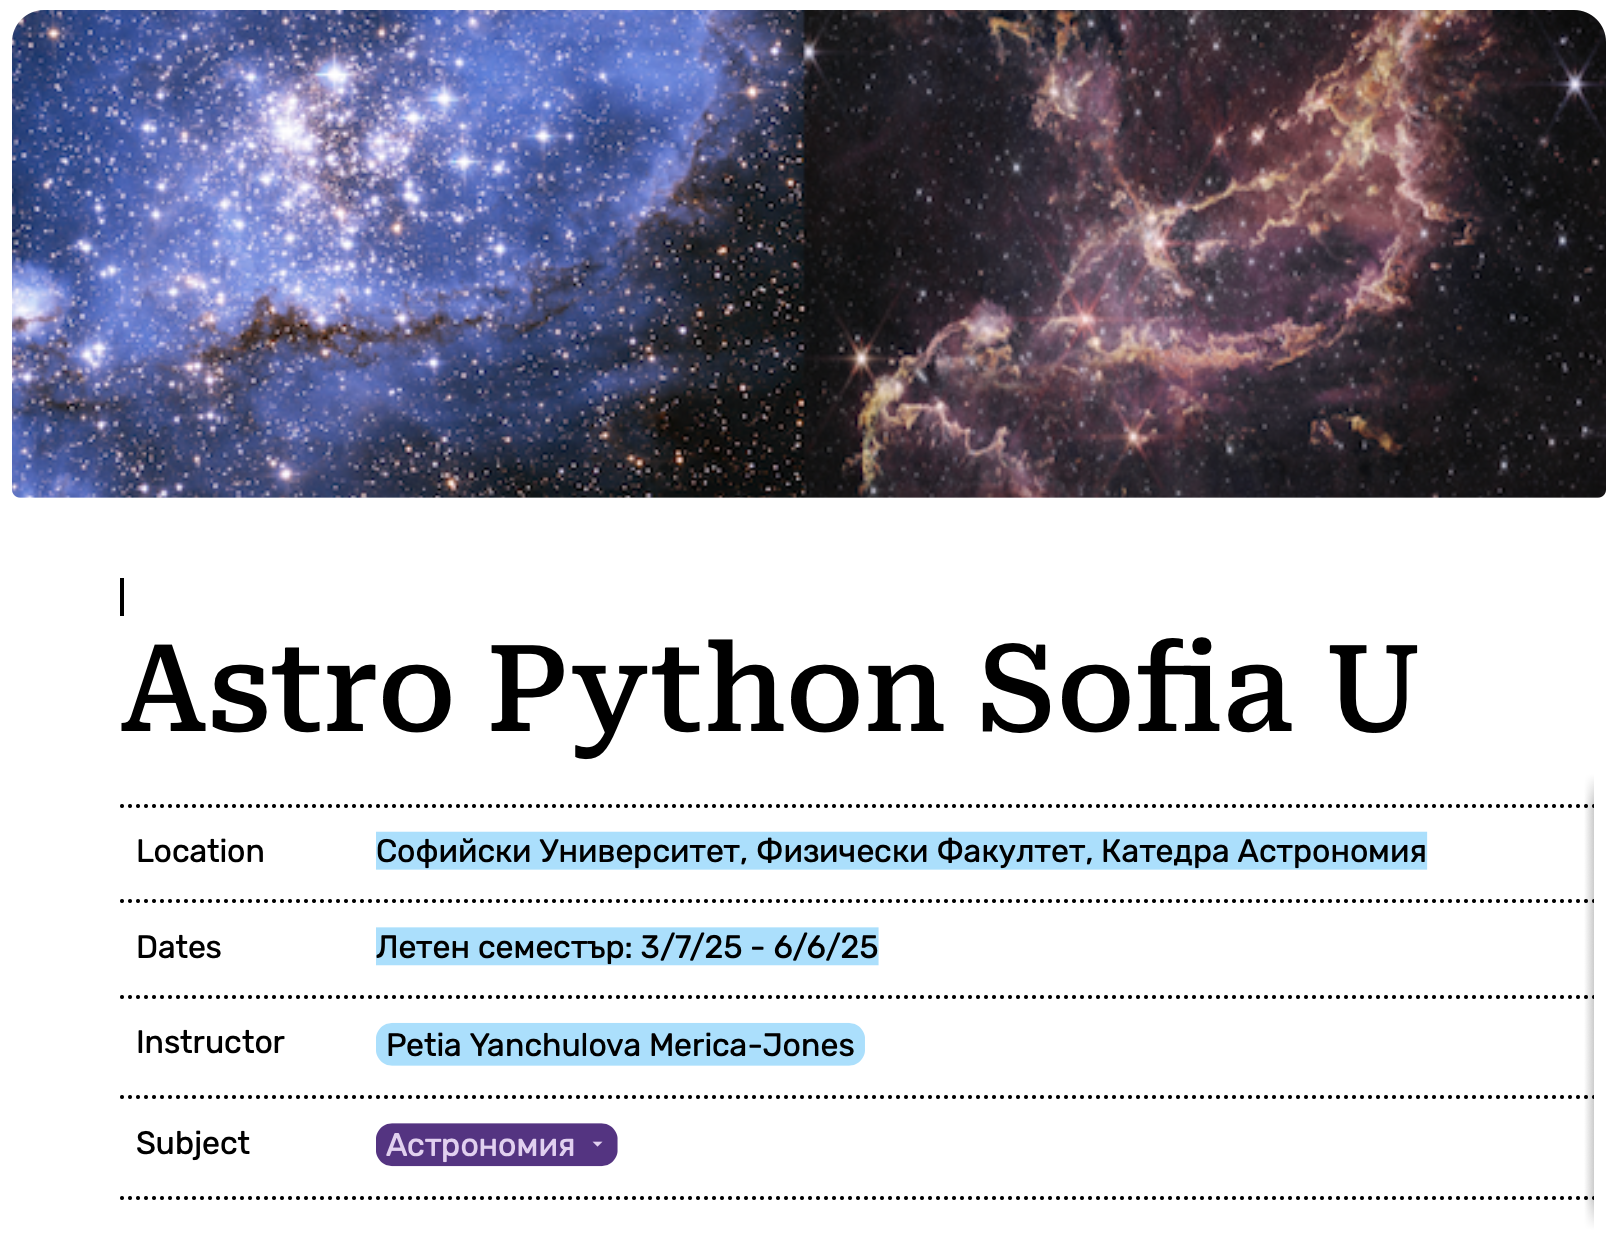 Astro Python Sofia U
Location Софийски Университет, Физически Факултет, Катедра Астрономия
Dates Летен семестър: 3/7/25 - 6/6/25
Instructor Petia Yanchulova Merica-Jones
Subject Астрономия